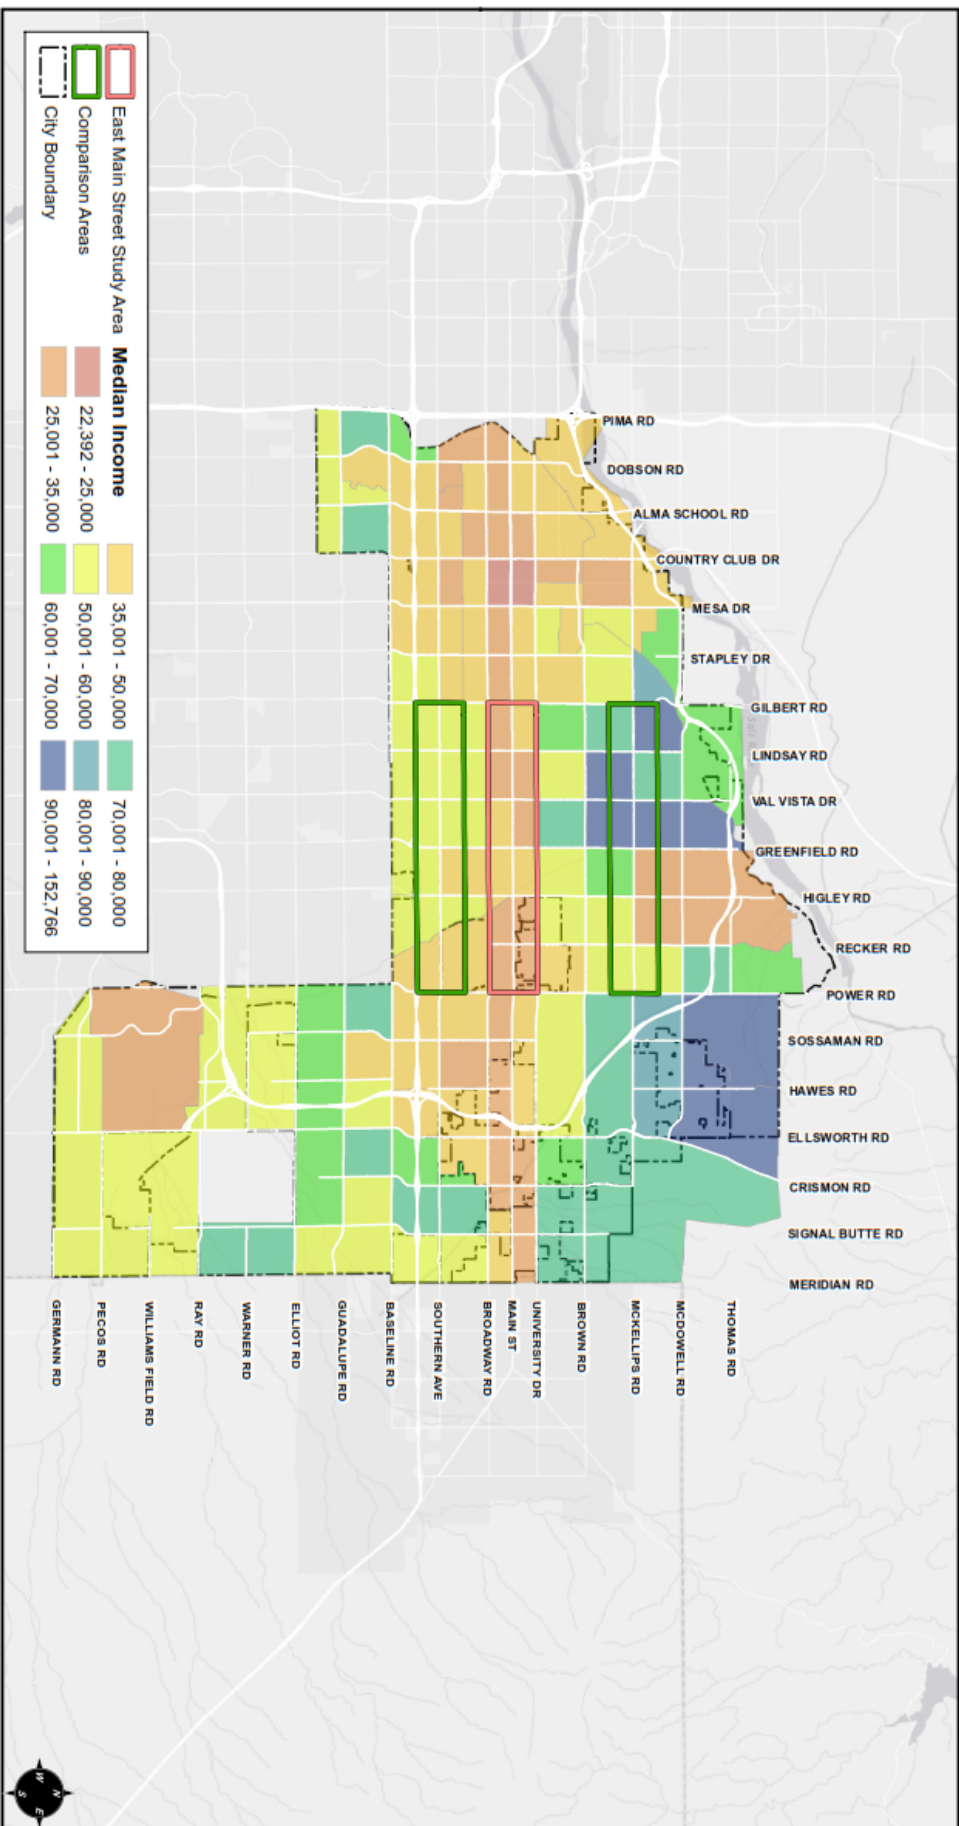 PIMA RD
DOBSON RD
ALMA SCHOOL RD
COUNTRY CLUB DR
MESA DR
STAPLEY DR
GILBERT RD
LINDSAY RD
VAL VISTA DR
GREENFIELD RD
HIGLEY RD
RECKER RD
POWER RD
SOSSAMAN RD
HAWES RD
ELLSWORTH RD
CRISMON RD
SIGNAL BUTTE RD
MERIDIAN RD
THOMAS RD
MCDOWELL RD
MCKELLIPS RD
BROWN RD
UNIVERSITY DR
MAIN ST
BROADWAY RD
SOUTHERN AVE
BASELINE RD
GUADALUPE RD
ELLIOT RD
WARNER RD
RAY RD
WILLIAMS FIELD RD
PECOS RD
GERMANN RD
East Main Street Study Area
Comparison Areas
City Boundary
Median Income
22,392 - 25,000
25,001 - 35,000
35,001 - 50,000
50,001 - 60,000
60,001 - 70,000
70,001 - 80,000
80,001 - 90,000
90,001 - 152,766
N
W
E
S